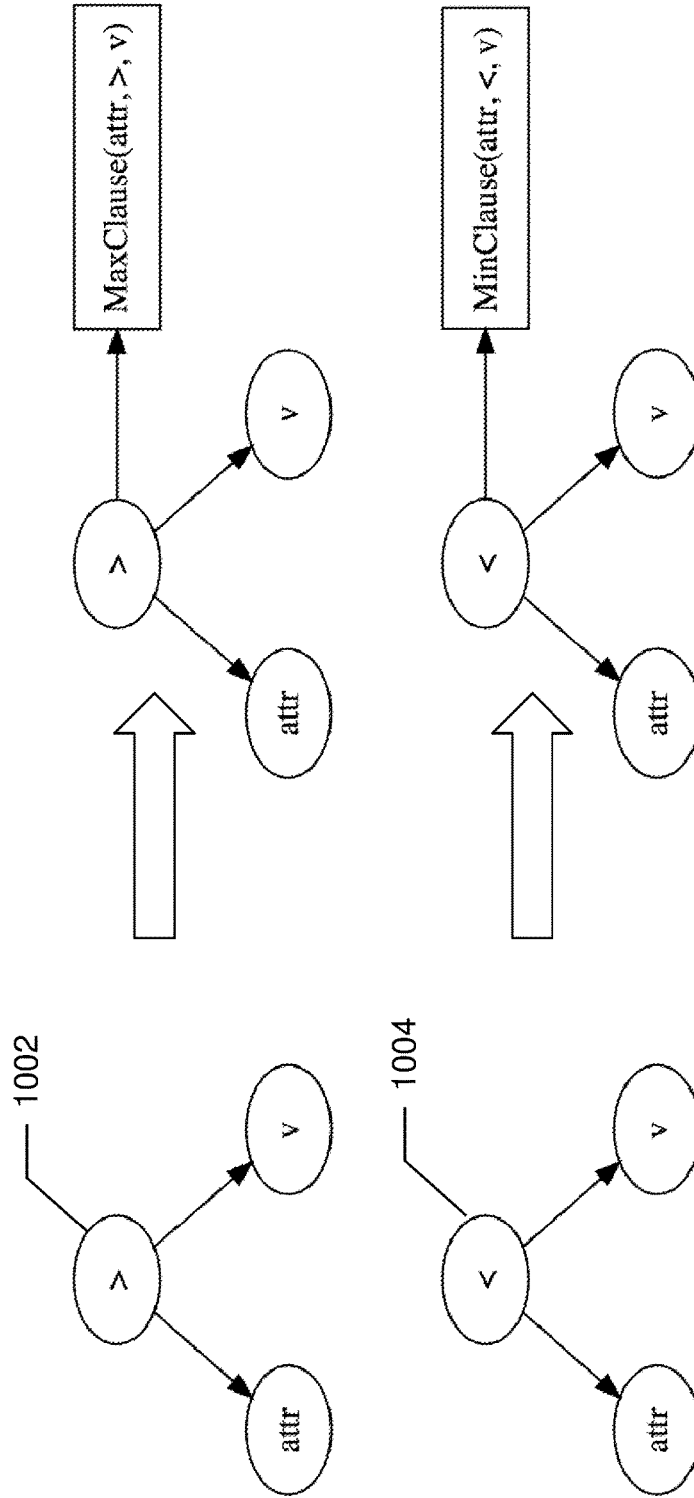 1002
>
attr
v
>
MaxClause(attr, >, v)
attr
v
1004
<
attr
v
<
MinClause(attr, <, v)
attr
v